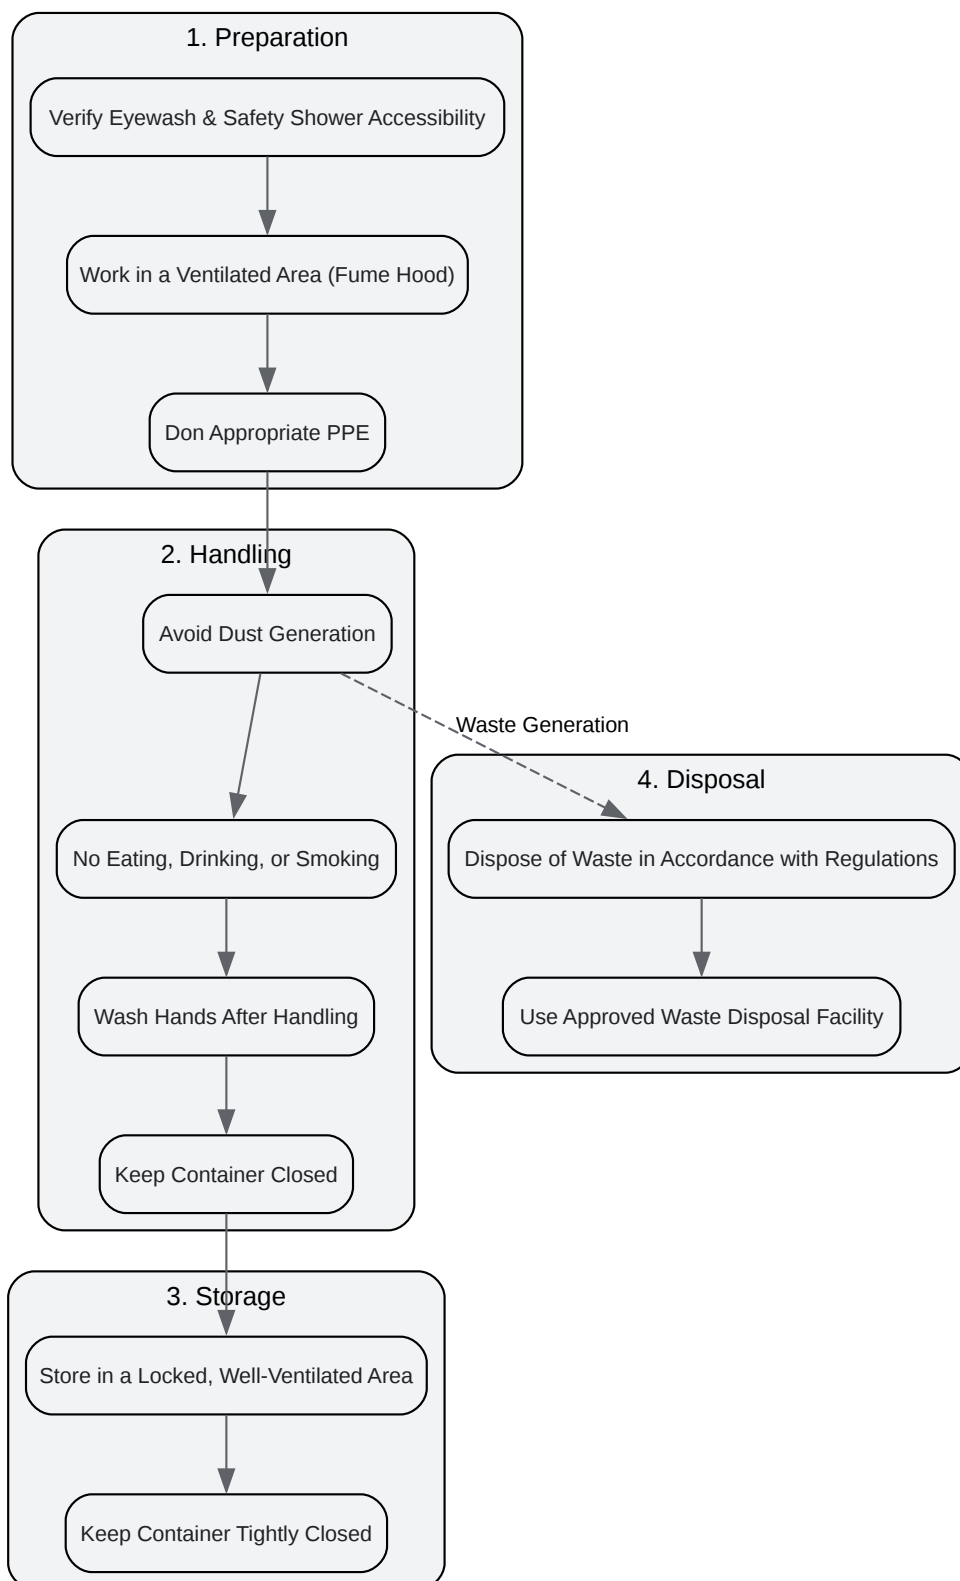 1. Preparation
Verify Eyewash & Safety Shower Accessibility
Work in a Ventilated Area (Fume Hood)
Don Appropriate PPE
2. Handling
Avoid Dust Generation
Waste Generation
4. Disposal
No Eating, Drinking, or Smoking
Dispose of Waste in Accordance with Regulations
Wash Hands After Handling
Use Approved Waste Disposal Facility
Keep Container Closed
3. Storage
Store in a Locked, Well-Ventilated Area
Keep Container Tightly Closed